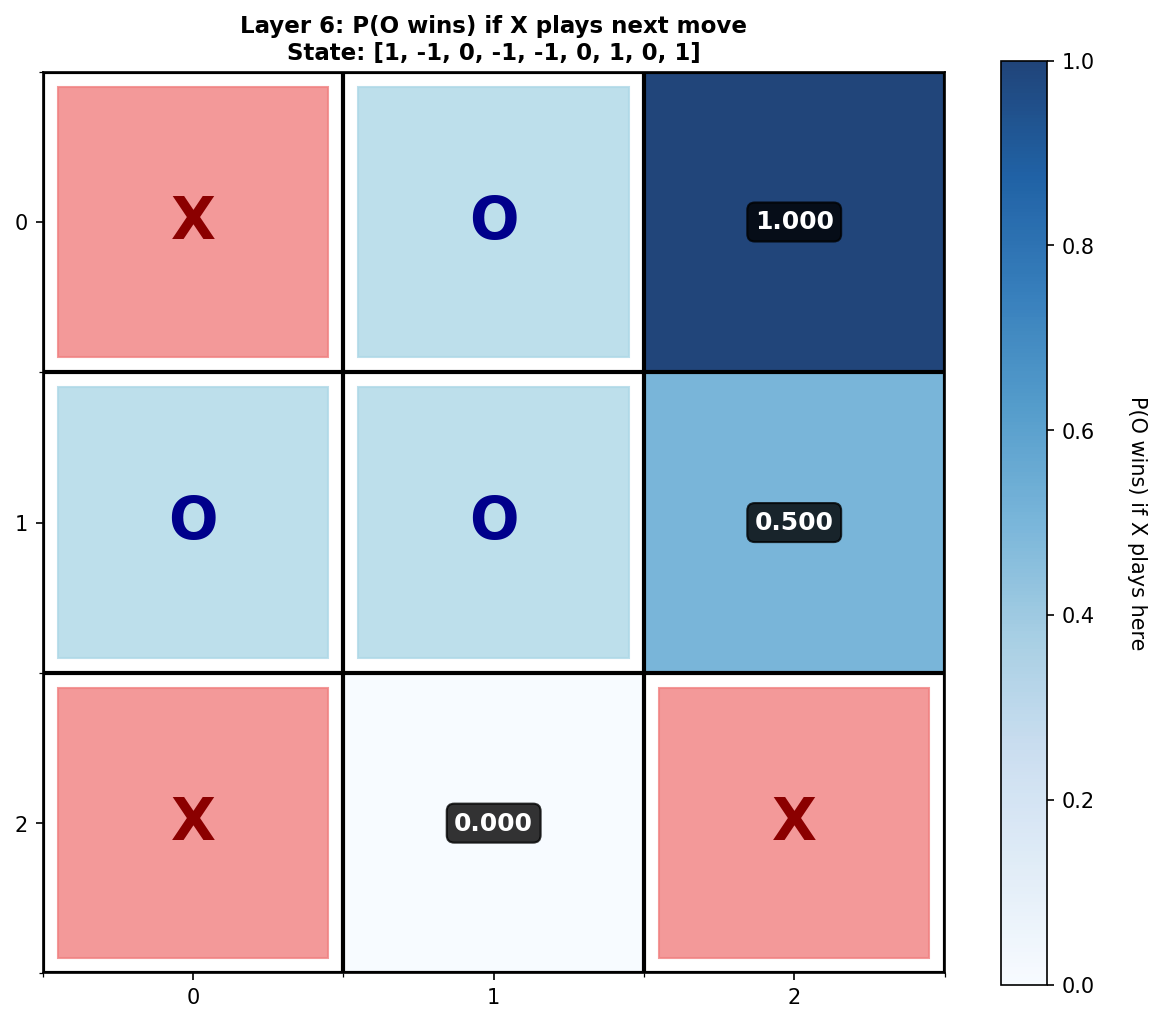 Layer 6: P(O wins) if X plays next move
State: [1, -1, 0, -1, -1, 0, 1, 0, 1]
X
O
1.000
O
O
0.500
X
0.000
X
0
1
2
0
1
2
1.0
0.8
0.6
0.4
0.2
0.0
P(O wins) if X plays here